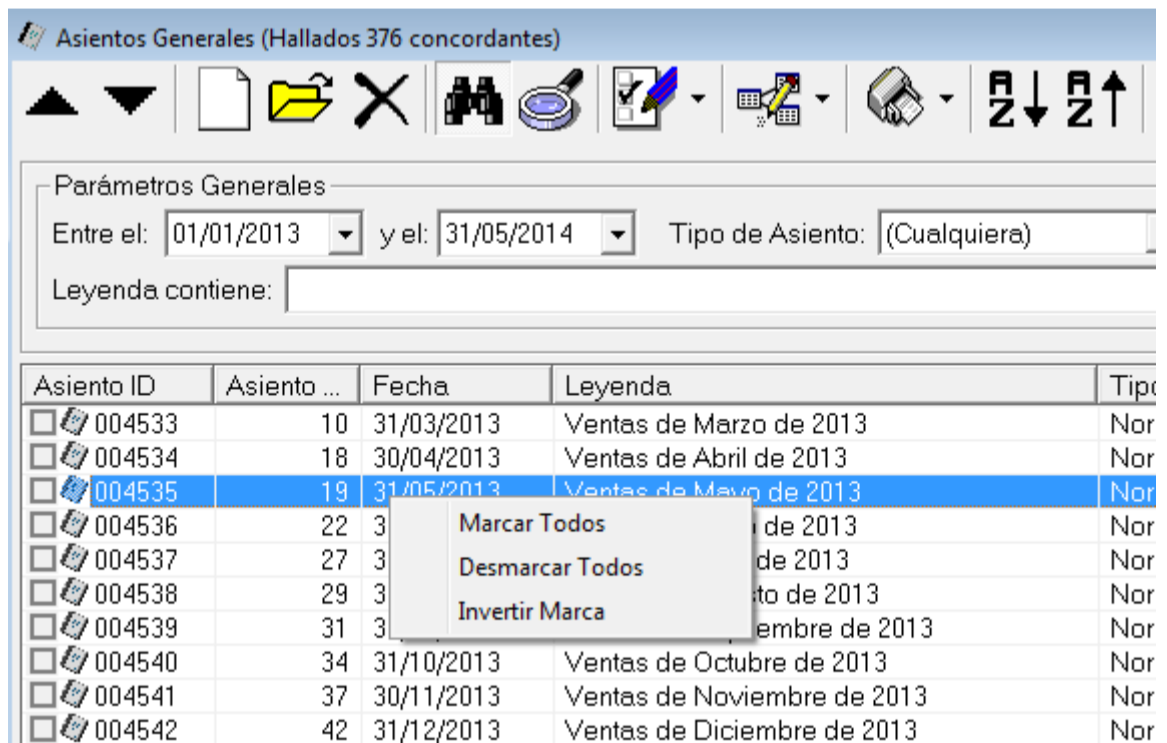 Asientos Generales (Hallados 376 concordantes)
Parámetros Generales
Entre el: 01/01/2013 y el: 31/05/2014 Tipo de Asiento: (Cualquiera)
Leyenda contiene:
Asiento ID Asiento ... Fecha Leyenda
004533 10 31/03/2013 Ventas de Marzo de 2013 Nor
004534 18 30/04/2013 Ventas de Abril de 2013 Nor
004535 19 31/05/2013 Ventas de Mayo de 2013 Nor
004536 22 3 de 2013 Nor
Marcar Todos
004537 27 3 de 2013 Nor
Desmarcar Todos
004538 29 3 to de 2013 Nor
Invertir Marca
004539 31 3 embre de 2013 Nor
004540 34 31/10/2013 Ventas de Octubre de 2013 Nor
004541 37 30/11/2013 Ventas de Noviembre de 2013 Nor
004542 42 31/12/2013 Ventas de Diciembre de 2013 Nor